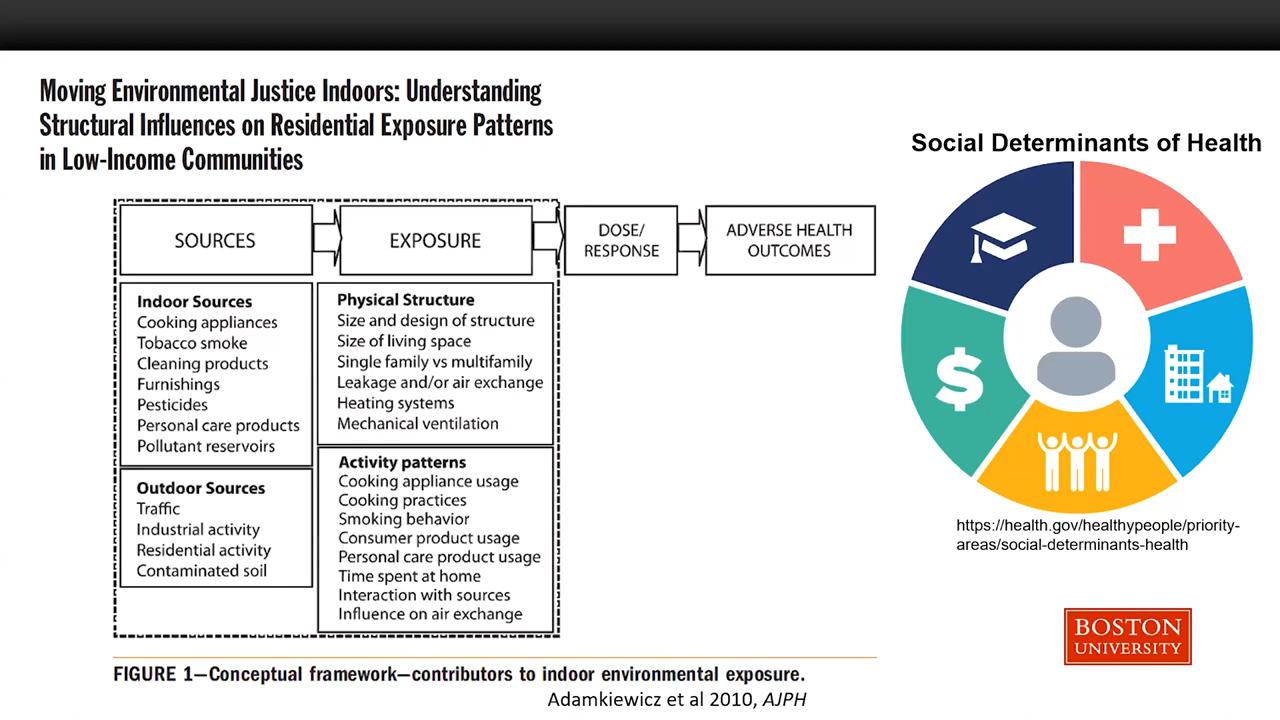 Moving Environmental Justice Indoors: Understanding
Structural Influences on Residential Exposure Patterns
in Low-Income Communities
SOURCES
EXPOSURE
DOSE/
RESPONSE
ADVERSE HEALTH
OUTCOMES
Indoor Sources
Cooking appliances
Tobacco smoke
Cleaning products
Furnishings
Pesticides
Personal care products
Pollutant reservoirs
Outdoor Sources
Traffic
Industrial activity
Residential activity
Contaminated soil
Physical Structure
Size and design of structure
Size of living space
Single family vs multifamily
Leakage and/or air exchange
Heating systems
Mechanical ventilation
Activity patterns
Cooking appliance usage
Cooking practices
Smoking behavior
Consumer product usage
Personal care product usage
Time spent at home
Interaction with sources
Influence on air exchange
FIGURE 1—Conceptual framework—contributors to indoor environmental exposure.
Adamkiewicz et al 2010, AJPH
Social Determinants of Health
$
https://health.gov/healthypeople/priority-
areas/social-determinants-health
BOSTON
UNIVERSITY